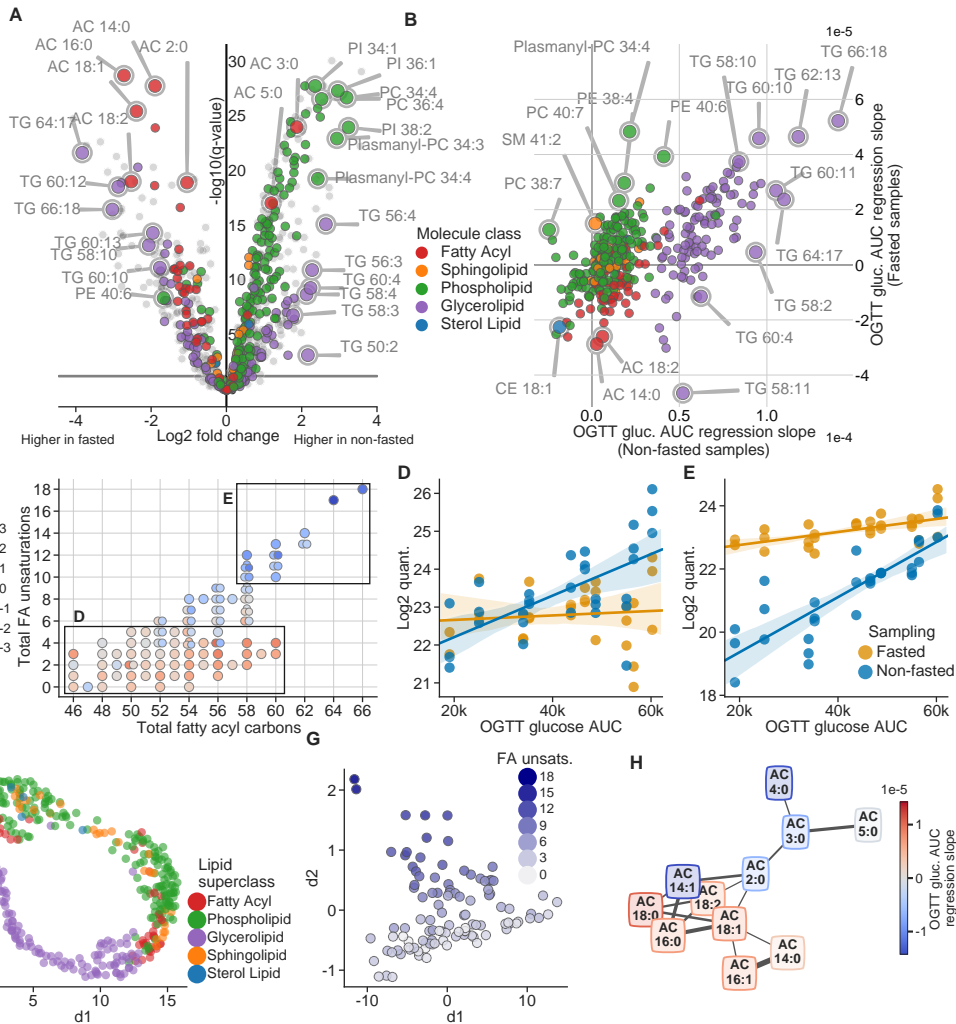 A
AC 14:0
AC 16:0
AC 2:0
AC 18:1
TG 64:17
AC 18:2
TG 60:12
TG 66:18
TG 60:13
TG 58:10
TG 60:10
PE 40:6
AC 3:0
AC 5:0
PI 34:1
PI 36:1
PC 34:4
PC 36:4
PI 38:2
Plasmanyl-PC 34:3
Plasmanyl-PC 34:4
TG 56:4
TG 56:3
TG 60:4
TG 58:4
TG 58:3
TG 50:2
-log10(q-value)
30
25
20
15
10
5
-4
-2
0
2
4
Higher in fasted
Log2 fold change
Higher in non-fasted
Molecule class
Fatty Acyl
Sphingolipid
Phospholipid
Glycerolipid
Sterol Lipid
B
1e-5
Plasmanyl-PC 34:4
TG 58:10
TG 66:18
TG 62:13
TG 60:10
PE 38:4
PE 40:6
PC 40:7
SM 41:2
PC 38:7
TG 60:11
TG 64:17
TG 58:2
TG 60:4
TG 58:11
AC 18:2
AC 14:0
CE 18:1
6
4
2
0
-2
-4
OGTT gluc. AUC regression slope
(Fasted samples)
0.0
0.5
1.0
1e-4
OGTT gluc. AUC regression slope
(Non-fasted samples)
3
2
1
0
-1
-2
-3
Total FA unsaturations
18
16
14
12
10
8
6
4
2
0
E
D
46
48
50
52
54
56
58
60
62
64
66
Total fatty acyl carbons
D
Log2 quant.
26
25
24
23
22
21
20k
40k
60k
OGTT glucose AUC
E
Log2 quant.
24
22
20
18
Sampling
Fasted
Non-fasted
20k
40k
60k
OGTT glucose AUC
Lipid
superclass
Fatty Acyl
Phospholipid
Glycerolipid
Sphingolipid
Sterol Lipid
5
10
15
d1
G
FA unsats.
18
15
12
9
6
3
0
d2
2
1
0
-1
-10
0
10
d1
H
AC
4:0
AC
3:0
AC
5:0
AC
2:0
AC
14:1
AC
18:2
AC
18:0
AC
16:0
AC
18:1
AC
14:0
AC
16:1
1e-5
1
0
-1
OGTT gluc. AUC
regression slope